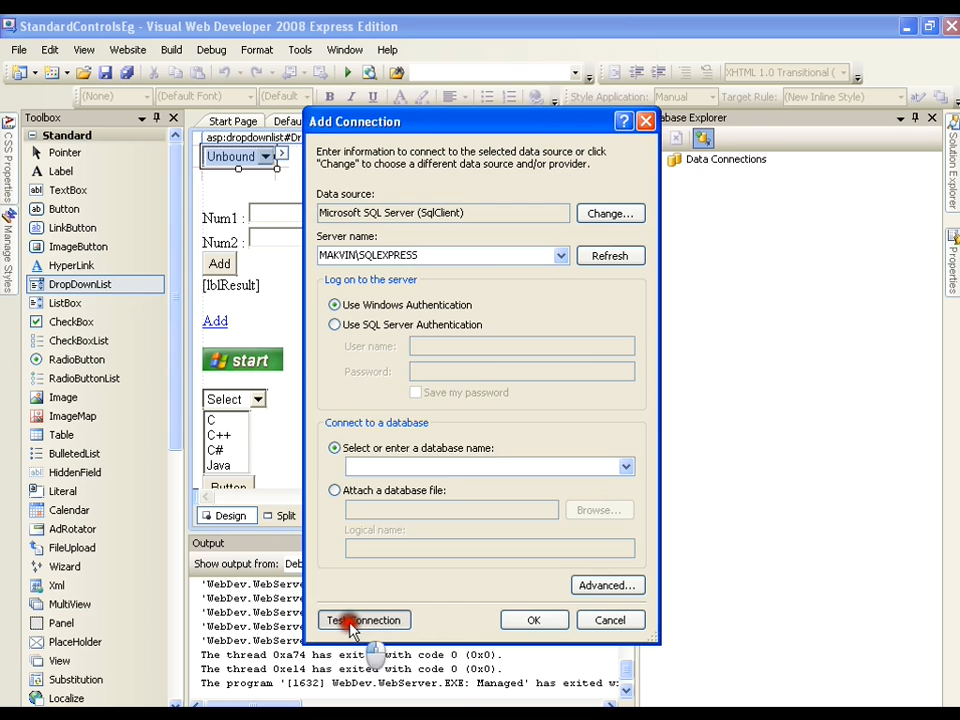 StandardControlsEg - Visual Web Developer 2008 Express Edition
File Edit View Website Build Debug Format Tools Window Help
XHTML 1.0 Transitional (
(None) (Default Font) (Default B I U A Style Application: Manual Target Rule: (New Inline Style)
CSS Properties
Manage Styles
Toolbox
Standard
Pointer
Label
TextBox
Button
LinkButton
ImageButton
HyperLink
DropDownList
ListBox
CheckBox
CheckBoxList
RadioButton
RadioButtonList
Image
ImageMap
Table
BulletedList
HiddenField
Literal
Calendar
AdRotator
FileUpload
Wizard
Xml
MultiView
Panel
PlaceHolder
View
Substitution
Localize
Start Page Defau
asp:dropdownlist#Dr
Unbound
Num1 :
Num2 :
Add
[lblResult]
Add
start
Select
C
C++
C#
Java
Button
Design Split
Output
Show output from: Deb
'WebDev.WebServe
'WebDev.WebServe
'WebDev.WebServe
'WebDev.WebServe
The thread 0xa74 has exited with code 0 (0x0).
The thread 0xe14 has exited with code 0 (0x0).
The program '[1632] WebDev.WebServer.EXE: Managed' has exited w
Add Connection
Enter information to connect to the selected data source or click
"Change" to choose a different data source and/or provider.
Data source:
Microsoft SQL Server (SqlClient) Change...
Server name:
MAKVIN\SQLEXPRESS Refresh
Log on to the server
Use Windows Authentication
Use SQL Server Authentication
User name:
Password:
Save my password
Connect to a database
Select or enter a database name:
Attach a database file:
Browse...
Logical name:
Advanced...
Test Connection OK Cancel
base Explorer
Data Connections
Solution Explorer
Properties